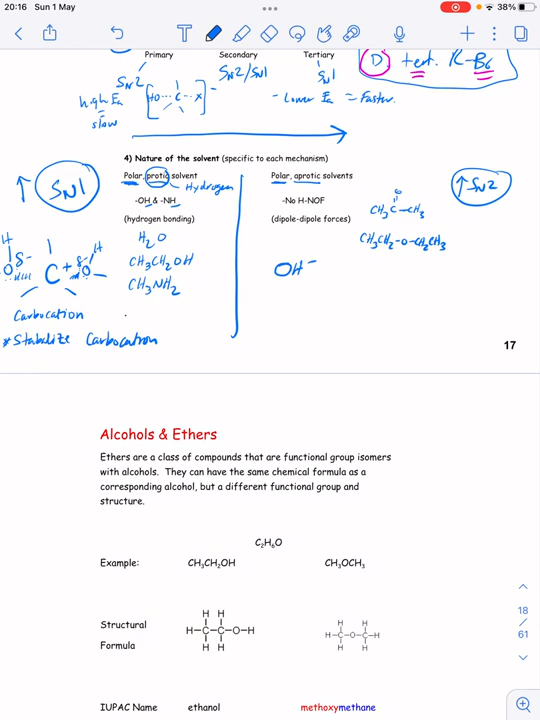 20:16 Sun 1 May
38%
Primary Secondary Tertiary
SN2 SN2/SN1 SN1
high Ea
= slow
HO···C···X
- Lower Ea = Faster.
D. tert. R-Br
4) Nature of the solvent (specific to each mechanism)
↑ SN1
Polar, protic solvent
Hydrogen
-OH & -NH
(hydrogen bonding)
H2O
CH3CH2OH
CH3NH2
H
O δ-
C +
δ- O
H
Carbocation
* Stabalize Carbocation
Polar, aprotic solvents
↑ SN2
-No H-NOF
(dipole-dipole forces)
O
CH3 C-CH3
CH3CH2-O-CH2CH3
OH-
17
Alcohols & Ethers
Ethers are a class of compounds that are functional group isomers
with alcohols. They can have the same chemical formula as a
corresponding alcohol, but a different functional group and
structure.
C2H6O
Example: CH3CH2OH CH3OCH3
Structural
Formula
H H
H-C-C-O-H
H H
H H
H-C-O-C-H
H H
IUPAC Name ethanol methoxymethane
18
/
61